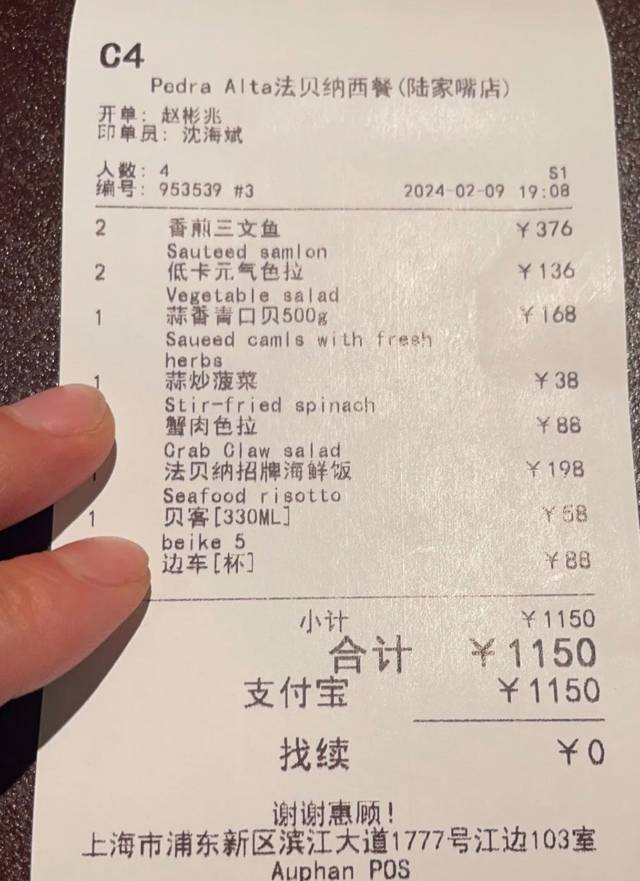 C4
Pedra Alta法贝纳西餐(陆家嘴店)
开单: 赵彬兆
印单员: 沈海斌
人数: 4 S1
编号: 953539 #3 2024-02-09 19:08
2 香煎三文鱼 ¥376
Sauteed samlon
2 低卡元气色拉 ¥136
Vegetable salad
1 蒜香青口贝500g ¥168
Saueed camls with fresh
herbs
1 蒜炒菠菜 ¥38
Stir-fried spinach
蟹肉色拉 ¥88
Crab Claw salad
1 法贝纳招牌海鲜饭 ¥198
Seafood risotto
1 贝客[330ML] ¥58
beike 5
边车[杯] ¥88
小计 ¥1150
合计 ¥1150
支付宝 ¥1150
找续 ¥0
谢谢惠顾!
上海市浦东新区滨江大道1777号江边103室
Auphan POS